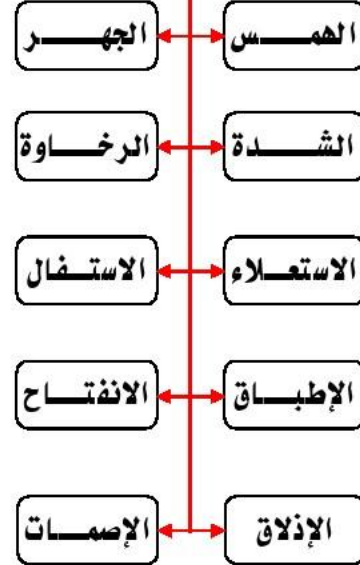 الهمس الجهر
الشدة الرخاوة
الاستعلاء الاستفال
الإطباق الانفتاح
الإذلاق الإصمات